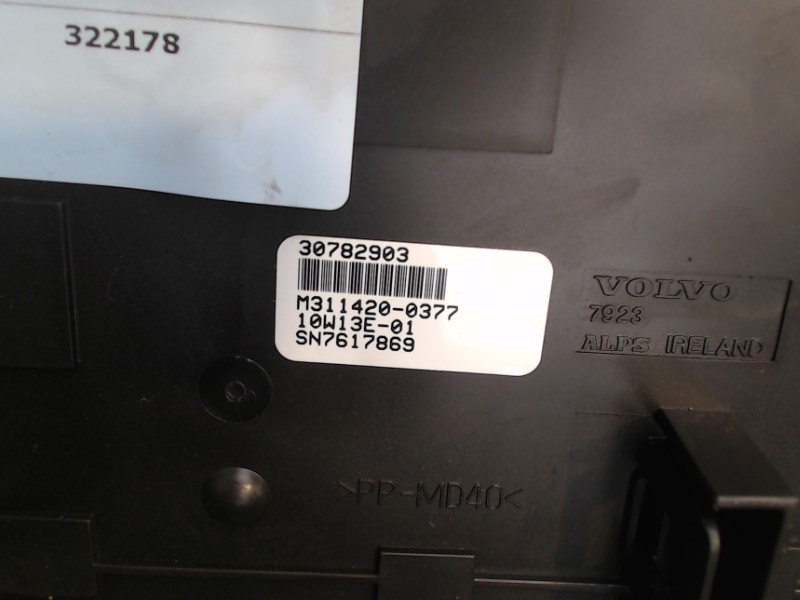 322178
30782903
M311420-0377
10W13E-01
SN7617869
VOLVO
7923
ALPS IRELAND
>PP-MD40<